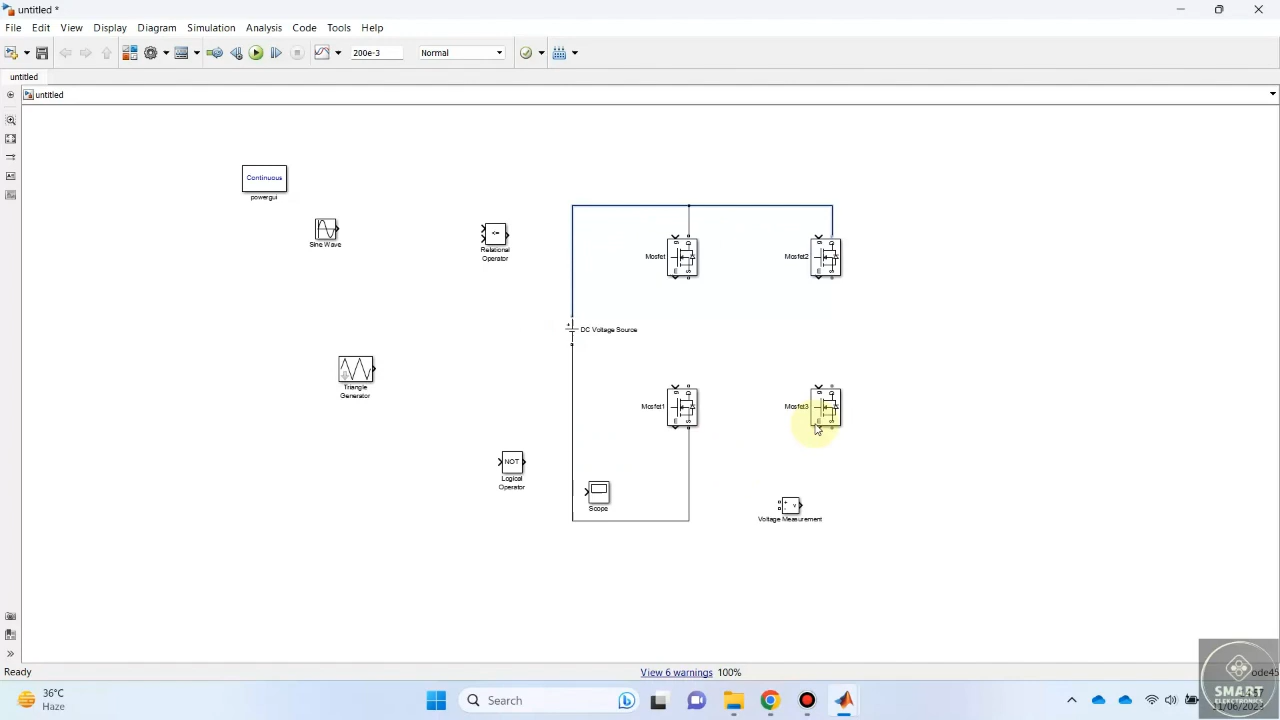 untitled *
File Edit View Display Diagram Simulation Analysis Code Tools Help
200e-3 Normal
untitled
untitled
Continuous
powergui
Sine Wave
<=
Relational
Operator
Mosfet
Mosfet2
DC Voltage Source
Triangle
Generator
Mosfet1
Mosfet3
NOT
Logical
Operator
Scope
Voltage Measurement
Ready
View 6 warnings 100%
ode45
36°C
Haze
Search
SMART
ELECTRONICS